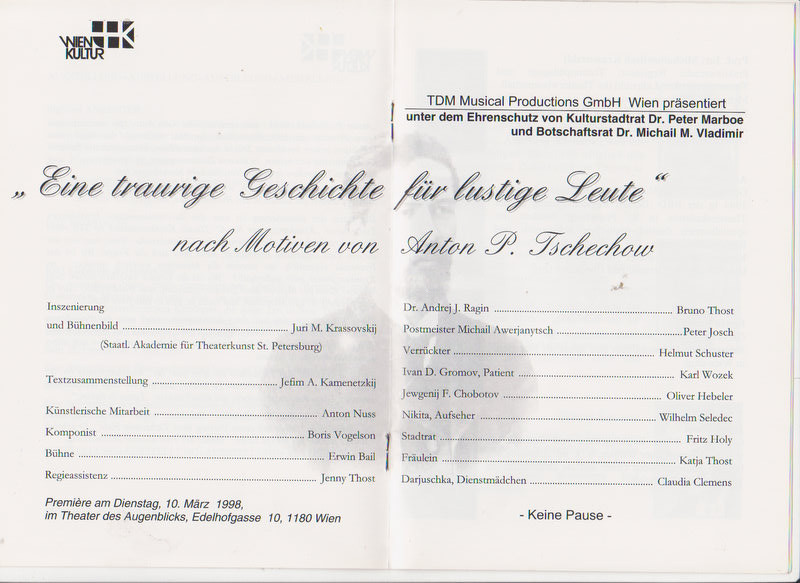 WIEN
KULTUR
TDM Musical Productions GmbH Wien präsentiert
unter dem Ehrenschutz von Kulturstadtrat Dr. Peter Marboe
und Botschaftsrat Dr. Michail M. Vladimir
„Eine traurige Geschichte für lustige Leute“
nach Motiven von Anton P. Tschechow
Inszenierung
und Bühnenbild ........ Juri M. Krassovskij
(Staatl. Akademie für Theaterkunst St. Petersburg)
Textzusammenstellung ........ Jefim A. Kamenetzkij
Künstlerische Mitarbeit ........ Anton Nuss
Komponist ........ Boris Vogelson
Bühne ........ Erwin Bail
Regieassistenz ........ Jenny Thost
Première am Dienstag, 10. März 1998,
im Theater des Augenblicks, Edelhofgasse 10, 1180 Wien
Dr. Andrej J. Ragin ........ Bruno Thost
Postmeister Michail Awerjanytsch ........ Peter Josch
Verrückter ........ Helmut Schuster
Ivan D. Gromov, Patient ........ Karl Wozek
Jewgenij F. Chobotov ........ Oliver Hebeler
Nikita, Aufseher ........ Wilhelm Seledec
Stadtrat ........ Fritz Holy
Fräulein ........ Katja Thost
Darjuschka, Dienstmädchen ........ Claudia Clemens
- Keine Pause -